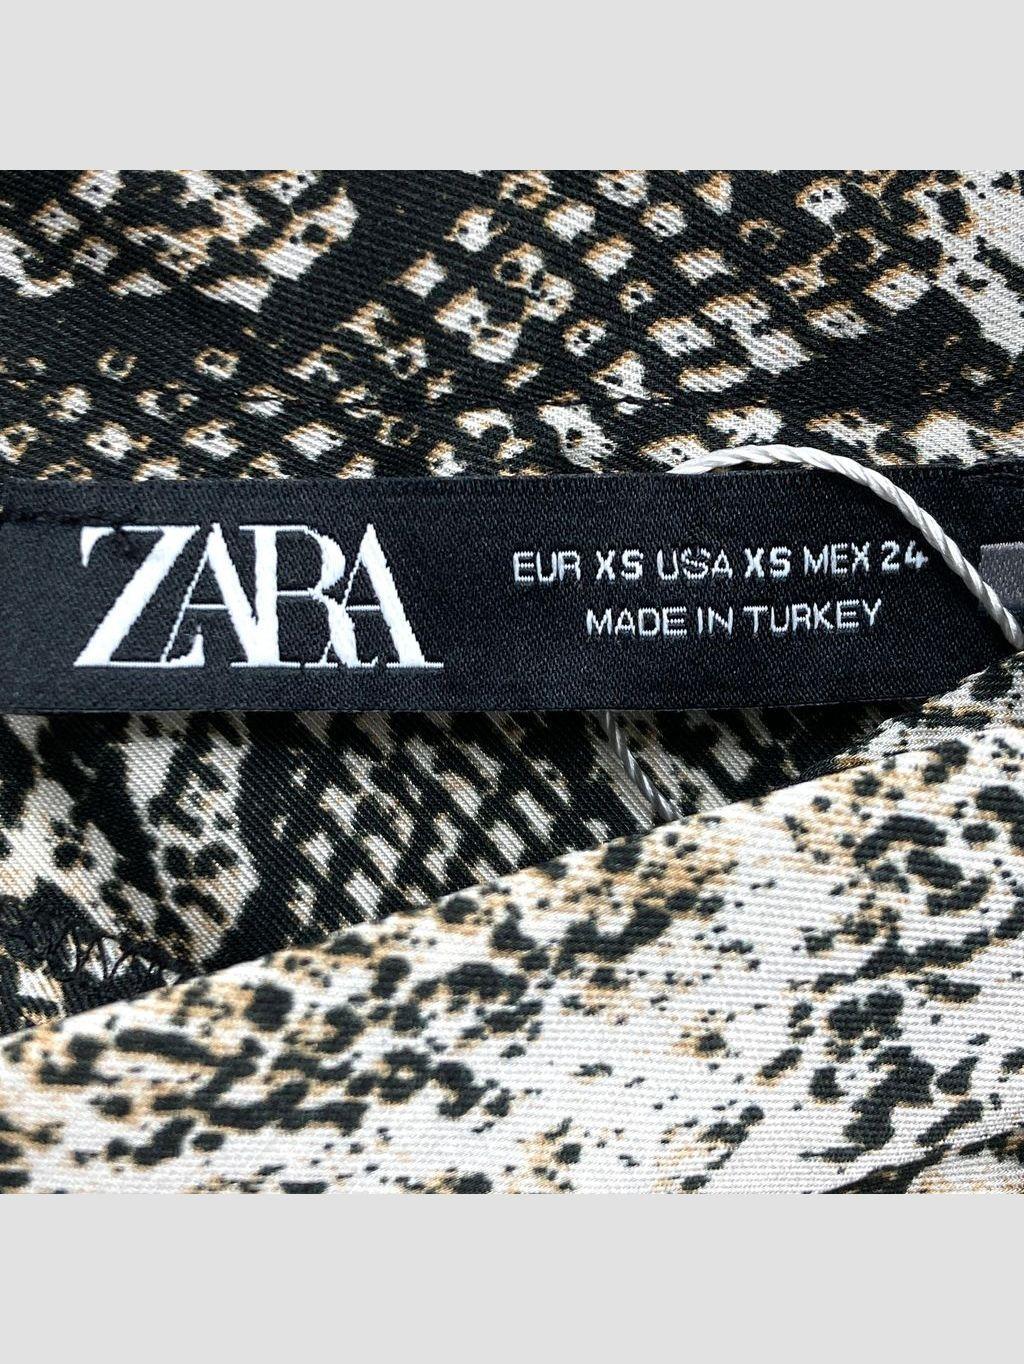 ZARA
EUR XS USA XS MEX 24
MADE IN TURKEY